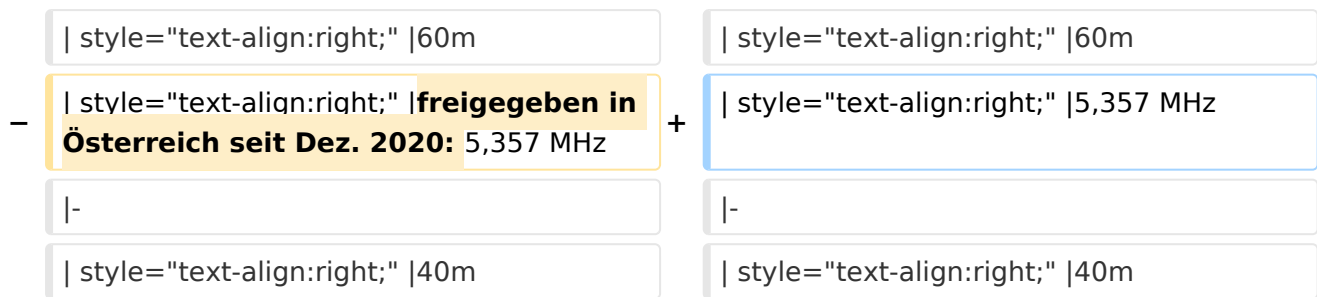 | style="text-align:right;" |60m
| style="text-align:right;" |60m
− | style="text-align:right;" |freigegeben in
Österreich seit Dez. 2020: 5,357 MHz
+ | style="text-align:right;" |5,357 MHz
|-
|-
| style="text-align:right;" |40m
| style="text-align:right;" |40m